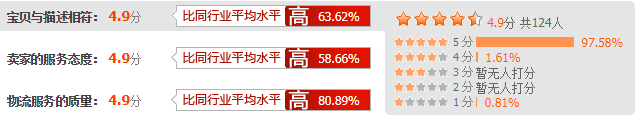 宝贝与描述相符： 4.9分 比同行业平均水平 高 63.62%
卖家的服务态度： 4.9分 比同行业平均水平 高 58.66%
物流服务的质量： 4.9分 比同行业平均水平 高 80.89%
4.9分 共124人
5 分 97.58%
4 分 1.61%
3 分 暂无人打分
2 分 暂无人打分
1 分 0.81%